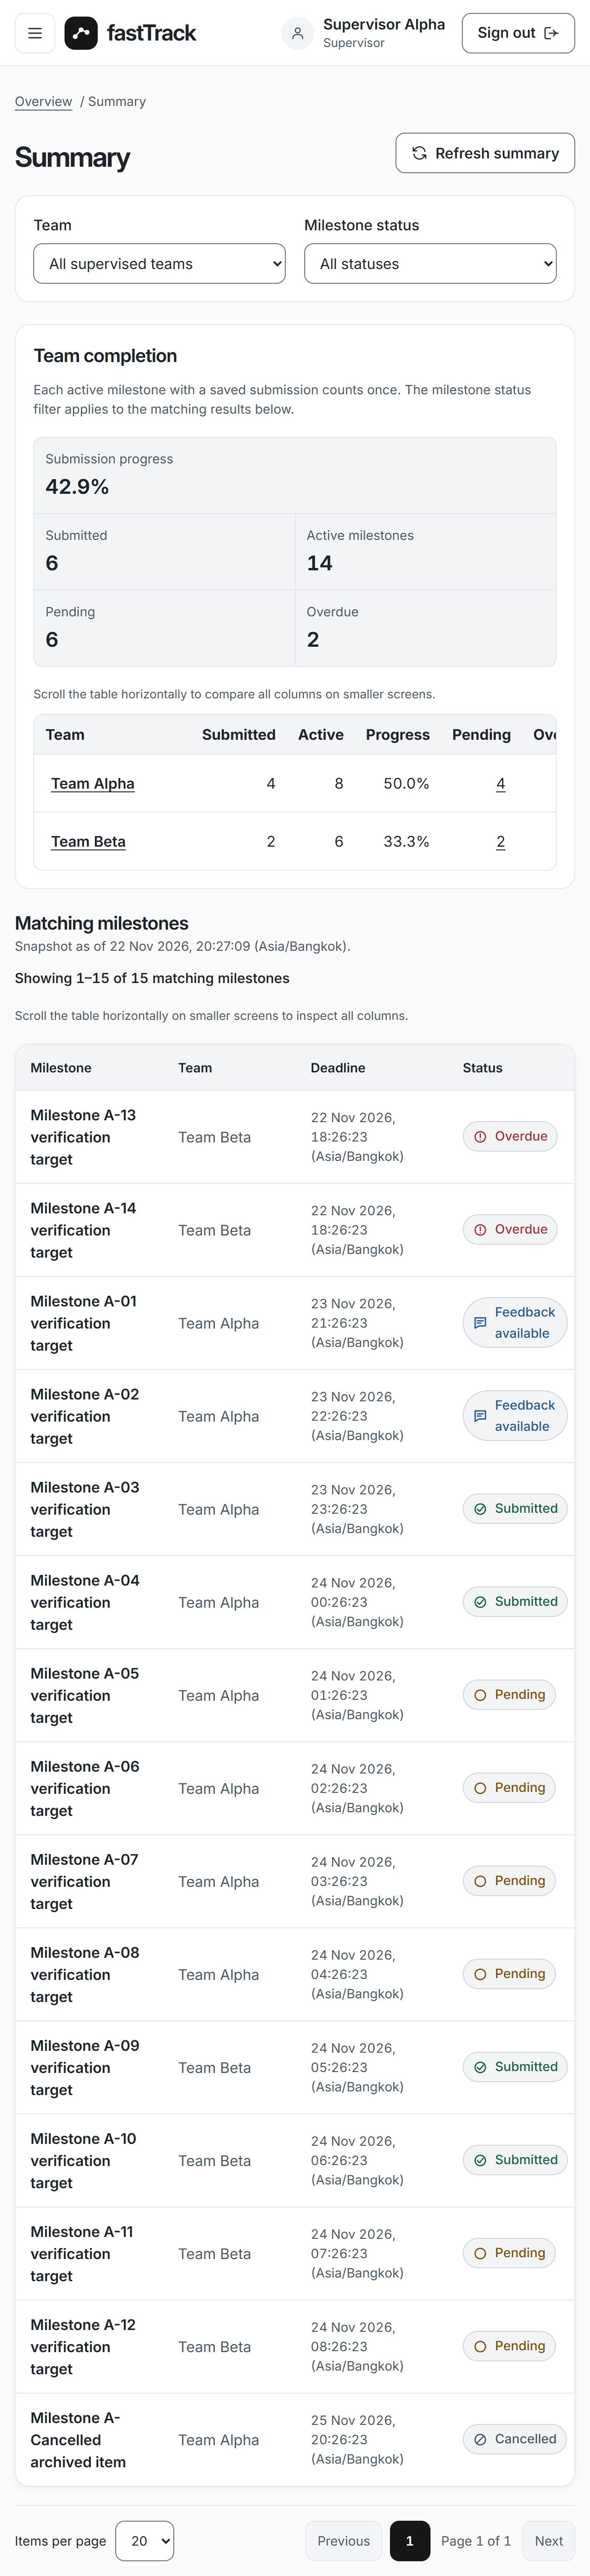 fastTrack
Supervisor Alpha
Supervisor
Sign out
Overview / Summary
Summary
Refresh summary
Team
Milestone status
All supervised teams
All statuses
Team completion
Each active milestone with a saved submission counts once. The milestone status
filter applies to the matching results below.
Submission progress
42.9%
Submitted
Active milestones
6
14
Pending
Overdue
6
2
Scroll the table horizontally to compare all columns on smaller screens.
Team Submitted Active Progress Pending
Team Alpha 4 8 50.0% 4
Team Beta 2 6 33.3% 2
Matching milestones
Snapshot as of 22 Nov 2026, 20:27:09 (Asia/Bangkok).
Showing 1–15 of 15 matching milestones
Scroll the table horizontally on smaller screens to inspect all columns.
Milestone Team Deadline Status
Milestone A-13
verification
target
Team Beta
22 Nov 2026,
18:26:23
(Asia/Bangkok)
Overdue
Milestone A-14
verification
target
Team Beta
22 Nov 2026,
18:26:23
(Asia/Bangkok)
Overdue
Milestone A-01
verification
target
Team Alpha
23 Nov 2026,
21:26:23
(Asia/Bangkok)
Feedback
available
Milestone A-02
verification
target
Team Alpha
23 Nov 2026,
22:26:23
(Asia/Bangkok)
Feedback
available
Milestone A-03
verification
target
Team Alpha
23 Nov 2026,
23:26:23
(Asia/Bangkok)
Submitted
Milestone A-04
verification
target
Team Alpha
24 Nov 2026,
00:26:23
(Asia/Bangkok)
Submitted
Milestone A-05
verification
target
Team Alpha
24 Nov 2026,
01:26:23
(Asia/Bangkok)
Pending
Milestone A-06
verification
target
Team Alpha
24 Nov 2026,
02:26:23
(Asia/Bangkok)
Pending
Milestone A-07
verification
target
Team Alpha
24 Nov 2026,
03:26:23
(Asia/Bangkok)
Pending
Milestone A-08
verification
target
Team Alpha
24 Nov 2026,
04:26:23
(Asia/Bangkok)
Pending
Milestone A-09
verification
target
Team Beta
24 Nov 2026,
05:26:23
(Asia/Bangkok)
Submitted
Milestone A-10
verification
target
Team Beta
24 Nov 2026,
06:26:23
(Asia/Bangkok)
Submitted
Milestone A-11
verification
target
Team Beta
24 Nov 2026,
07:26:23
(Asia/Bangkok)
Pending
Milestone A-12
verification
target
Team Beta
24 Nov 2026,
08:26:23
(Asia/Bangkok)
Pending
Milestone A-
Cancelled
archived item
Team Alpha
25 Nov 2026,
20:26:23
(Asia/Bangkok)
Cancelled
Items per page 20
Previous 1 Page 1 of 1 Next